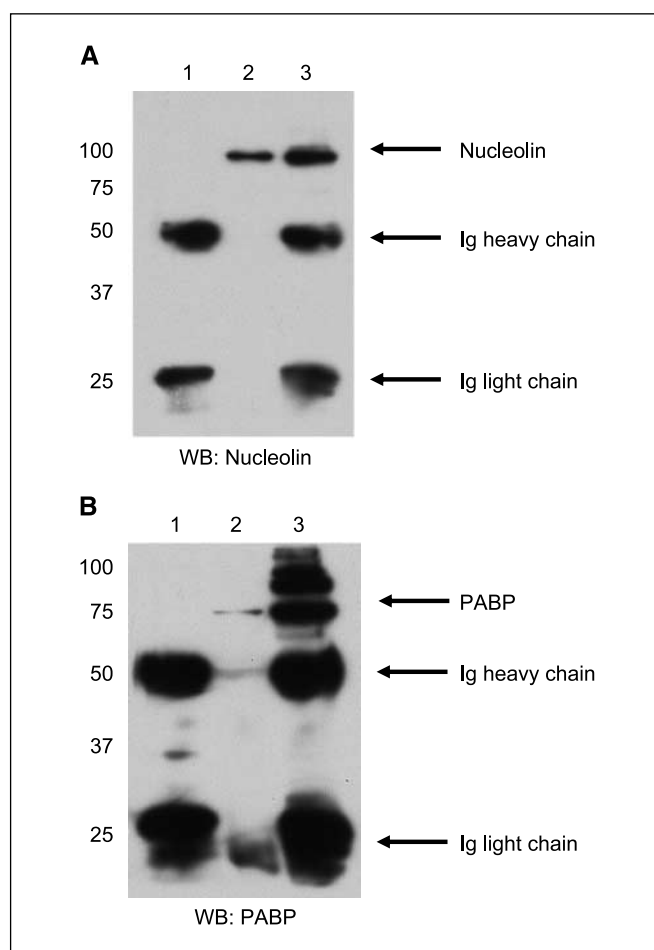 A
1 2 3
100
Nucleolin
75
50
Ig heavy chain
37
25
Ig light chain
WB: Nucleolin
B
1 2 3
100
75
PABP
50
Ig heavy chain
37
25
Ig light chain
WB: PABP